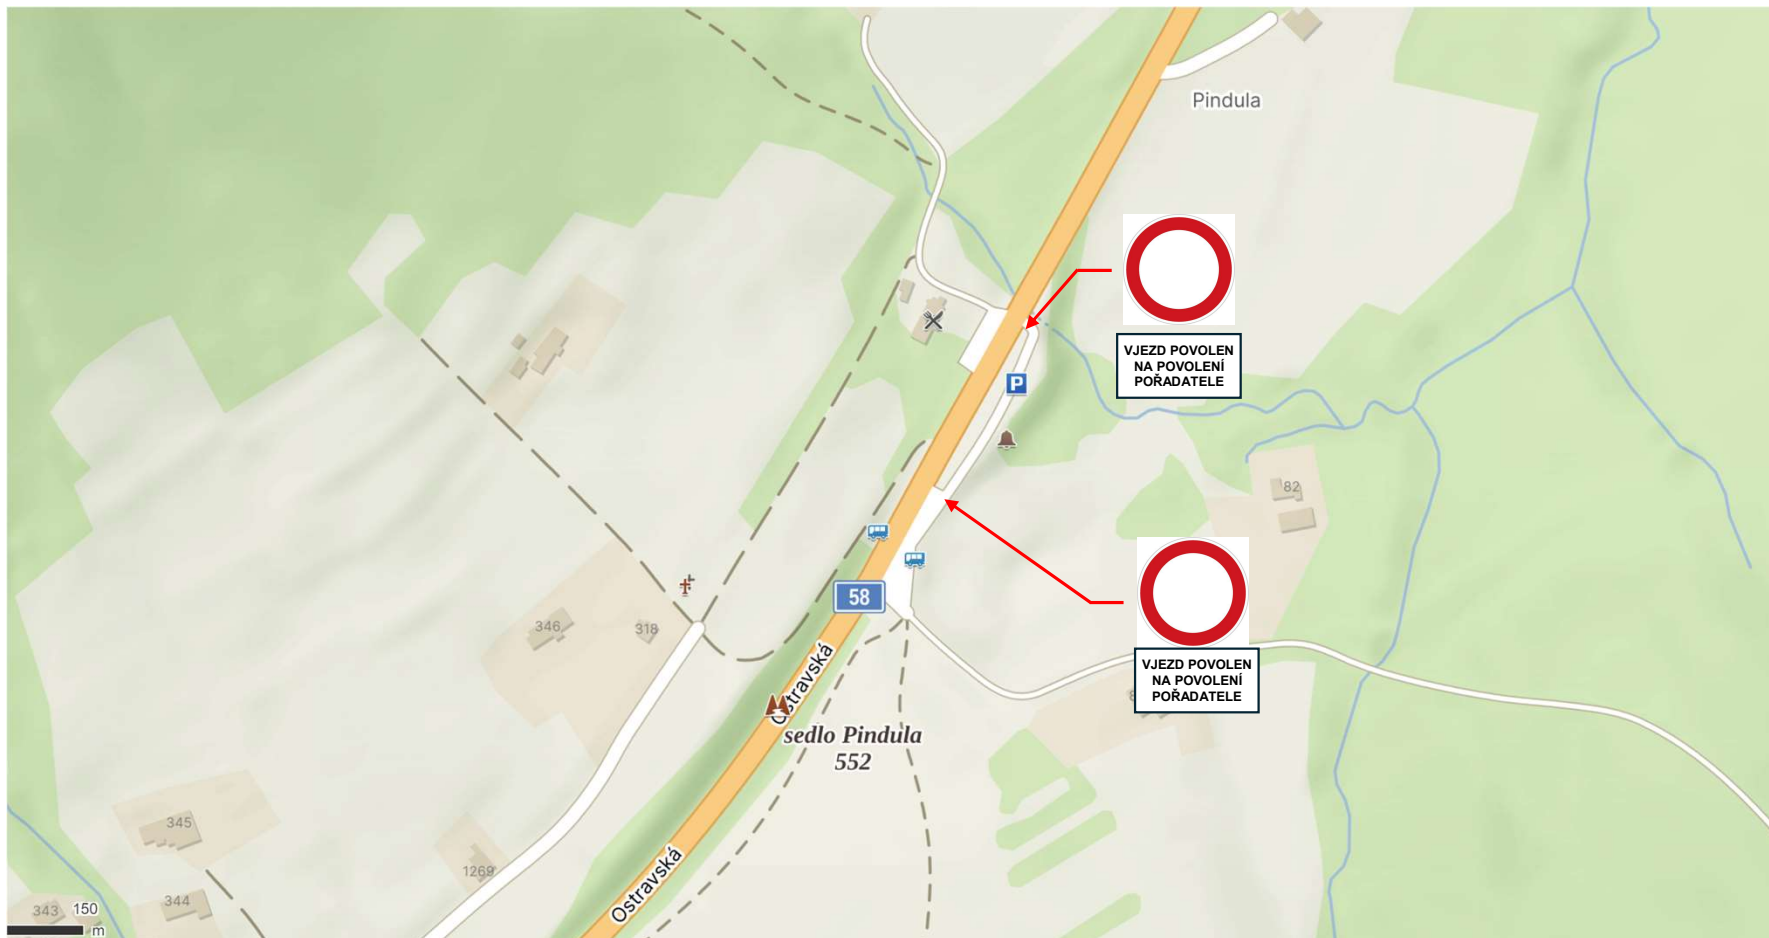 Pindula
VJEZD POVOLEN
NA POVOLENÍ
POŘADATELE
P
82
58
346
318
VJEZD POVOLEN
NA POVOLENÍ
POŘADATELE
Ostravská
sedlo Pindula
552
345
1269
Ostravská
344
343
150
m